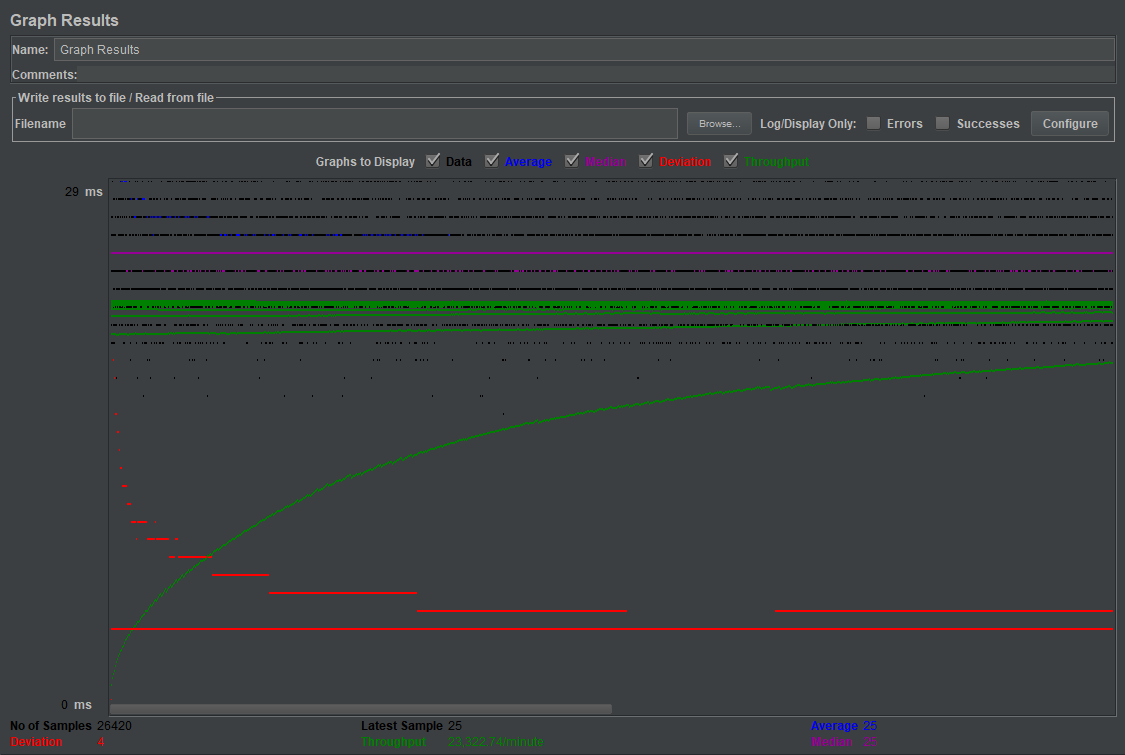 Graph Results
Name: Graph Results
Comments:
Write results to file / Read from file
Filename Browse... Log/Display Only: Errors Successes Configure
Graphs to Display Data Average Median Deviation Throughput
29 ms
0 ms
No of Samples 26420 Latest Sample 25 Average 25
Deviation 4 Throughput 23,322.74/minute Median 25